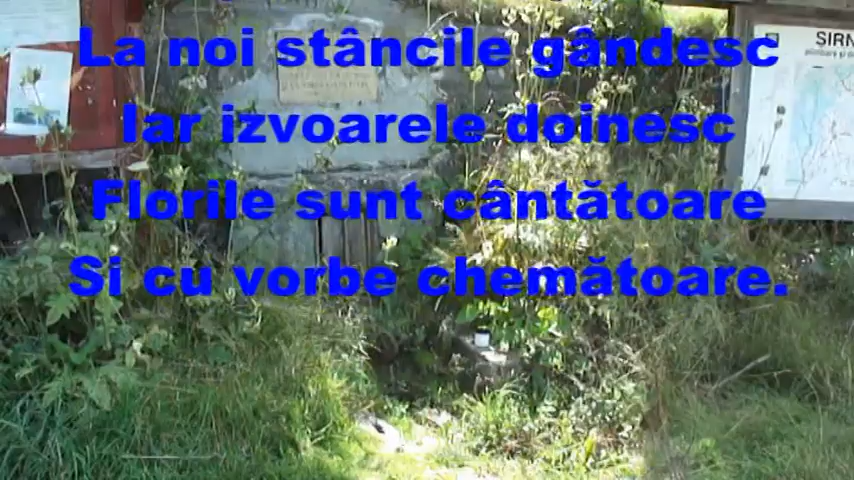 La noi stâncile gândesc
Iar izvoarele doinesc
Florile sunt cântătoare
Si cu vorbe chemătoare.